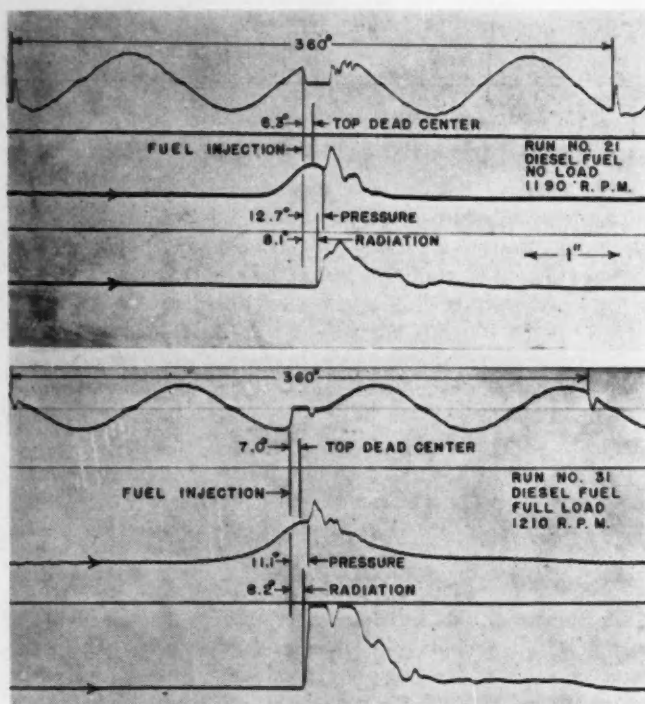 360°
6.3° TOP DEAD CENTER
FUEL INJECTION
RUN NO. 21
DIESEL FUEL
NO LOAD
1190 R.P.M.
12.7° PRESSURE
8.1° RADIATION
1"
360°
7.0° TOP DEAD CENTER
FUEL INJECTION
RUN NO. 31
DIESEL FUEL
FULL LOAD
1210 R.P.M.
11.1° PRESSURE
8.2° RADIATION